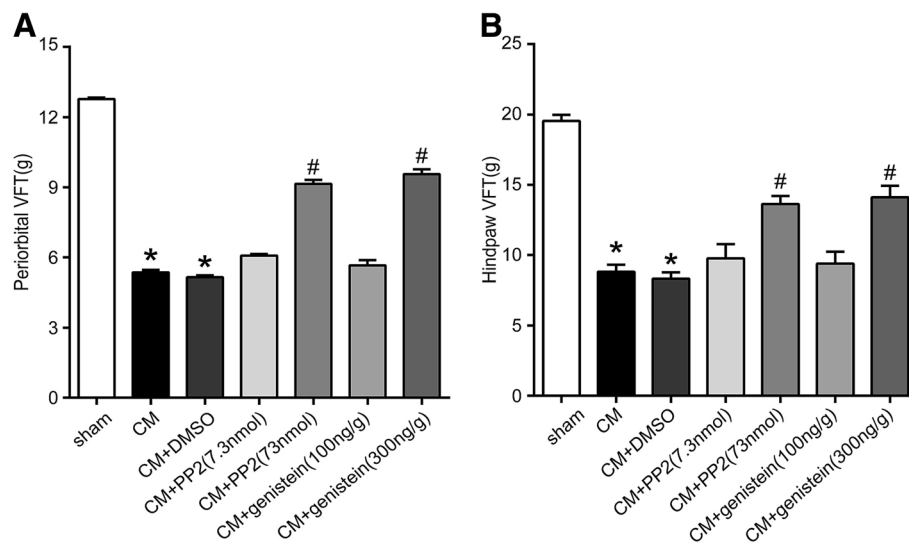 A
Periorbital VFT(g)
15
12
9
6
3
0
*
*
#
#
sham
CM
CM+DMSO
CM+PP2(7.3nmol)
CM+PP2(73nmol)
CM+genistein(100ng/g)
CM+genistein(300ng/g)
B
Hindpaw VFT(g)
25
20
15
10
5
0
*
*
#
#
sham
CM
CM+DMSO
CM+PP2(7.3nmol)
CM+PP2(73nmol)
CM+genistein(100ng/g)
CM+genistein(300ng/g)